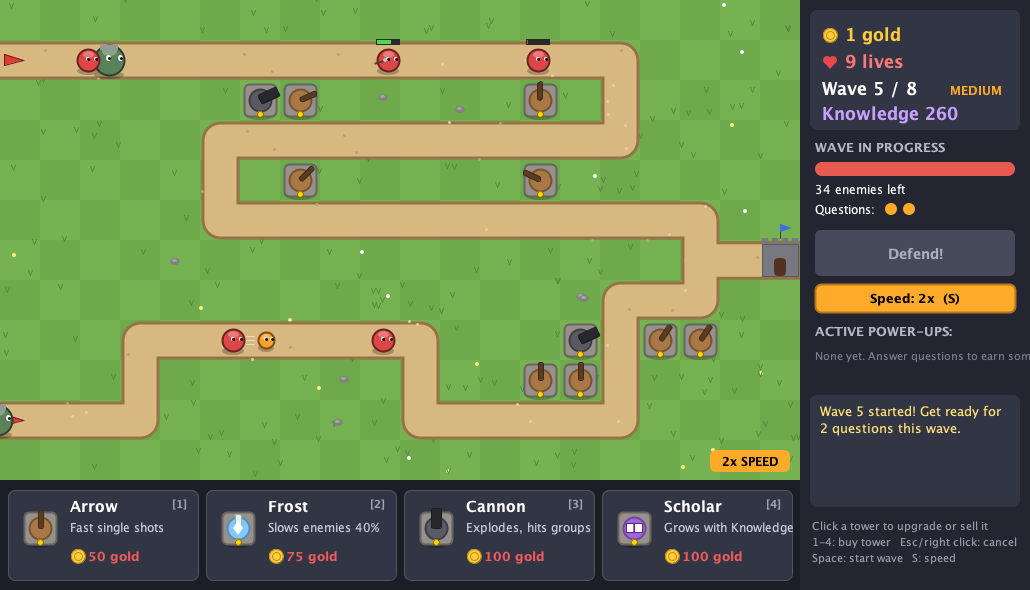 1 gold
9 lives
Wave 5 / 8 MEDIUM
Knowledge 260
WAVE IN PROGRESS
34 enemies left
Questions:
Defend!
Speed: 2x (S)
ACTIVE POWER-UPS:
None yet. Answer questions to earn som
Wave 5 started! Get ready for
2 questions this wave.
2x SPEED
Arrow [1]
Fast single shots
50 gold
Frost [2]
Slows enemies 40%
75 gold
Cannon [3]
Explodes, hits groups
100 gold
Scholar [4]
Grows with Knowledge
100 gold
Click a tower to upgrade or sell it
1-4: buy tower Esc/right click: cancel
Space: start wave S: speed